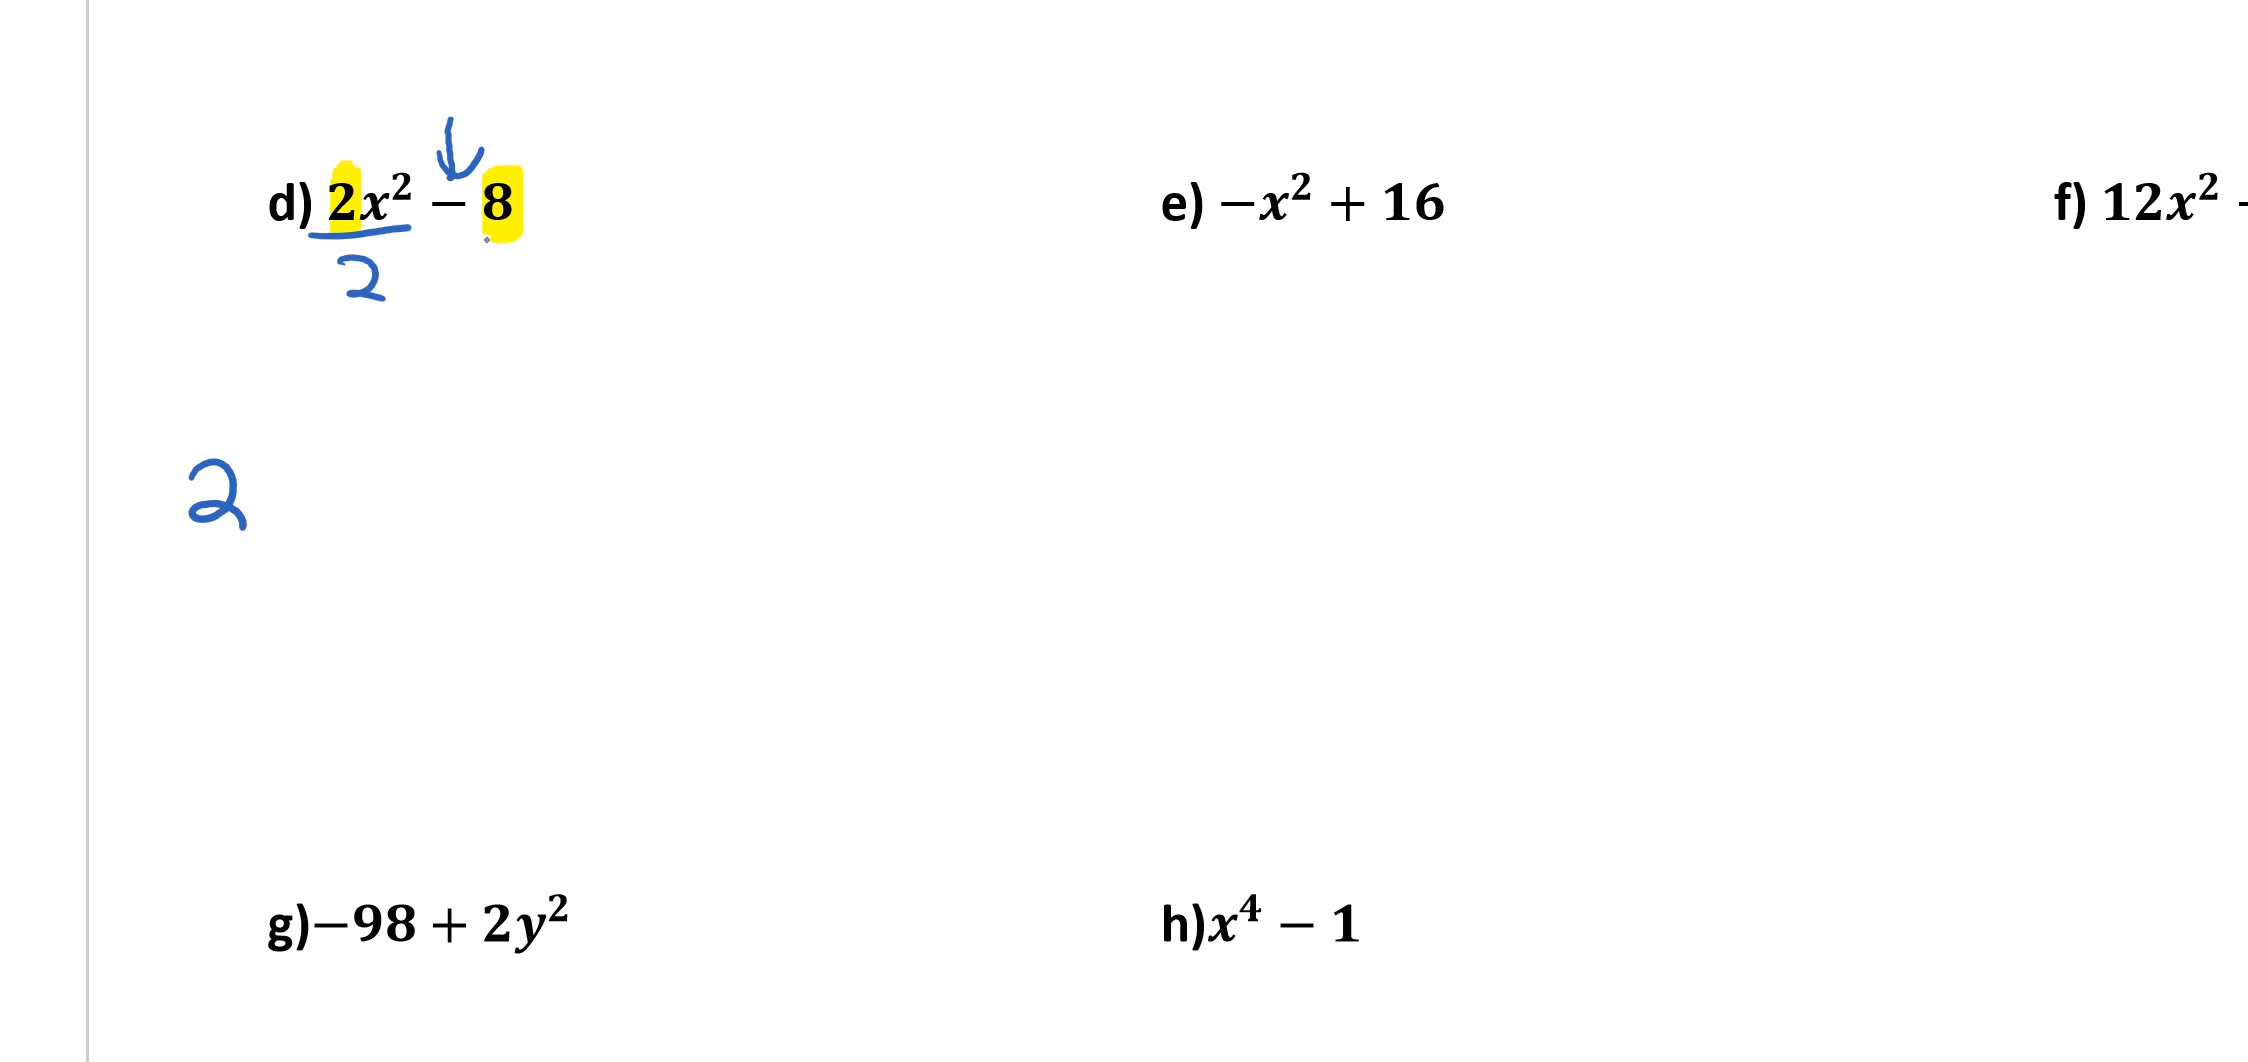 d) 2x² − 8
2
e) −x² + 16
f) 12x² -
2
g)−98 + 2y²
h)x⁴ − 1